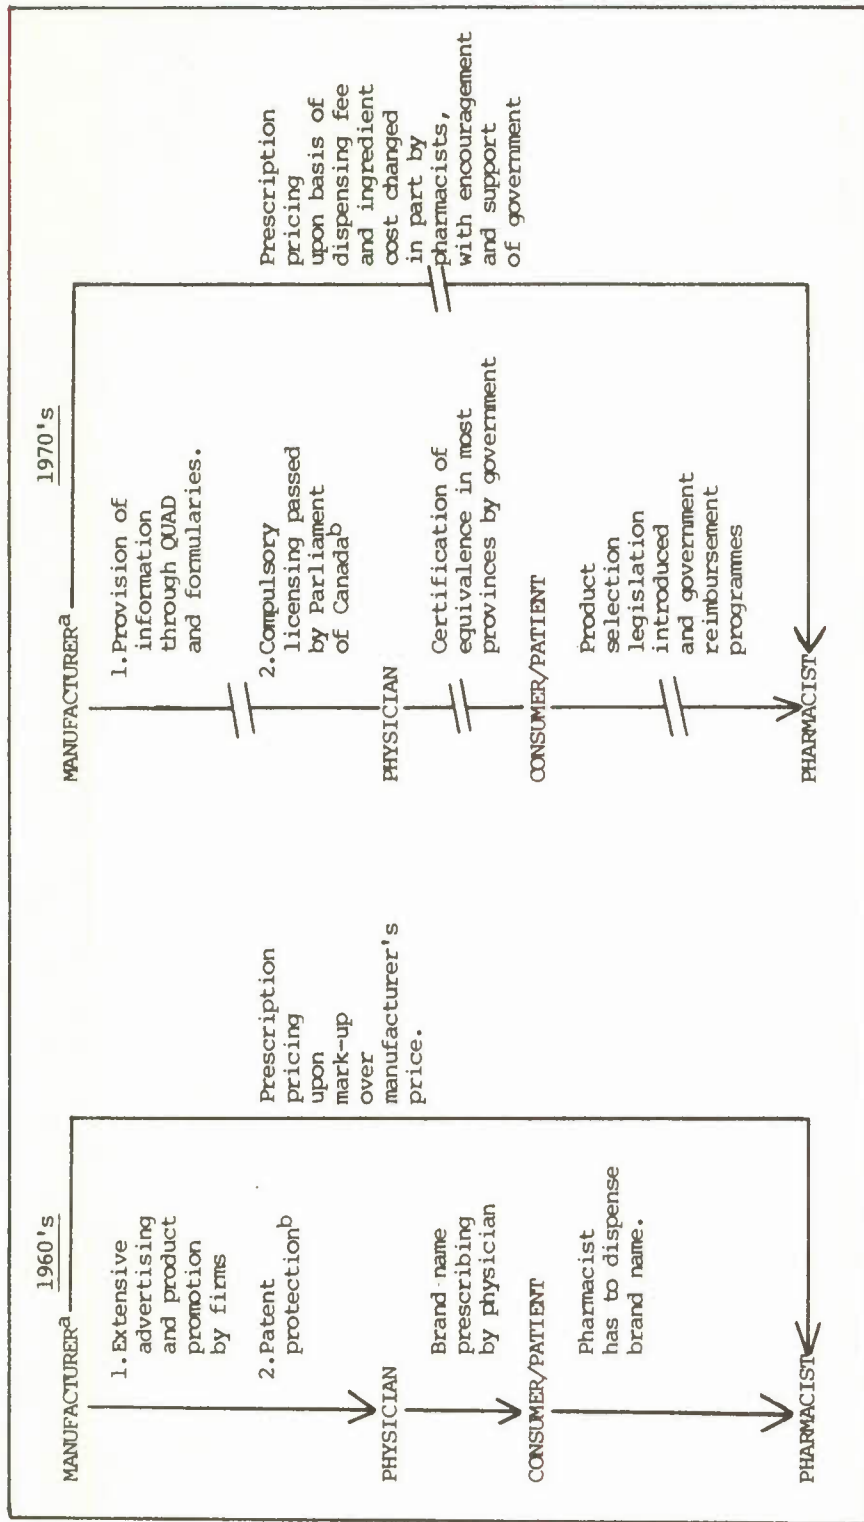 1960's
MANUFACTURERa
1.Extensive
advertising
and product
promotion
by firms
2.Patent
protectionb
PHYSICIAN
Brand name
prescribing
by physician
CONSUMER/PATIENT
Pharmacist
has to dispense
brand name.
PHARMACIST
Prescription
pricing
upon
mark-up
over
manufacturer's
price.
1970's
MANUFACTURERa
1.Provision of
information
through QUAD
and formularies.
2.Compulsory
licensing passed
by Parliament
of Canadab
PHYSICIAN
Certification of
equivalence in most
provinces by government
CONSUMER/PATIENT
Product
selection
legislation
introduced
and government
reimbursement
programmes
PHARMACIST
Prescription
pricing
upon basis of
dispensing fee
and ingredient
cost changed
in part by
pharmacists,
with encouragement
and support
of government